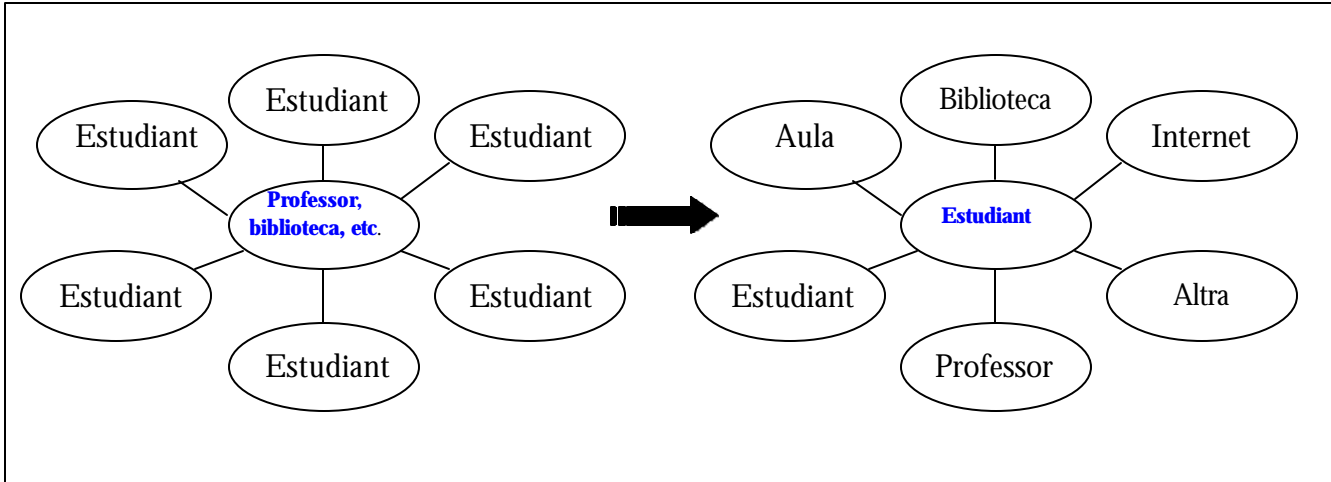 Estudiant
Estudiant
Estudiant
Professor,
biblioteca, etc.
Estudiant
Estudiant
Estudiant
Biblioteca
Aula
Internet
Estudiant
Estudiant
Altra
Professor